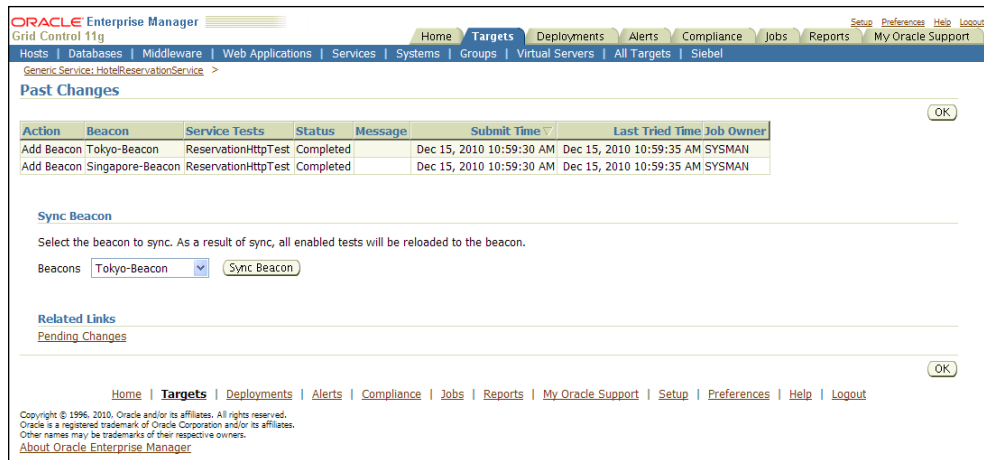 ORACLE Enterprise Manager
Grid Control 11g
Setup Preferences Help Logout
Home Targets Deployments Alerts Compliance Jobs Reports My Oracle Support
Hosts | Databases | Middleware | Web Applications | Services | Systems | Groups | Virtual Servers | All Targets | Siebel
Generic Service: HotelReservationService >
Past Changes
OK
Action Beacon Service Tests Status Message Submit Time Last Tried Time Job Owner
Add Beacon Tokyo-Beacon ReservationHttpTest Completed Dec 15, 2010 10:59:30 AM Dec 15, 2010 10:59:35 AM SYSMAN
Add Beacon Singapore-Beacon ReservationHttpTest Completed Dec 15, 2010 10:59:30 AM Dec 15, 2010 10:59:35 AM SYSMAN
Sync Beacon
Select the beacon to sync. As a result of sync, all enabled tests will be reloaded to the beacon.
Beacons Tokyo-Beacon Sync Beacon
Related Links
Pending Changes
OK
Home | Targets | Deployments | Alerts | Compliance | Jobs | Reports | My Oracle Support | Setup | Preferences | Help | Logout
Copyright © 1996, 2010, Oracle and/or its affiliates. All rights reserved.
Oracle is a registered trademark of Oracle Corporation and/or its affiliates.
Other names may be trademarks of their respective owners.
About Oracle Enterprise Manager